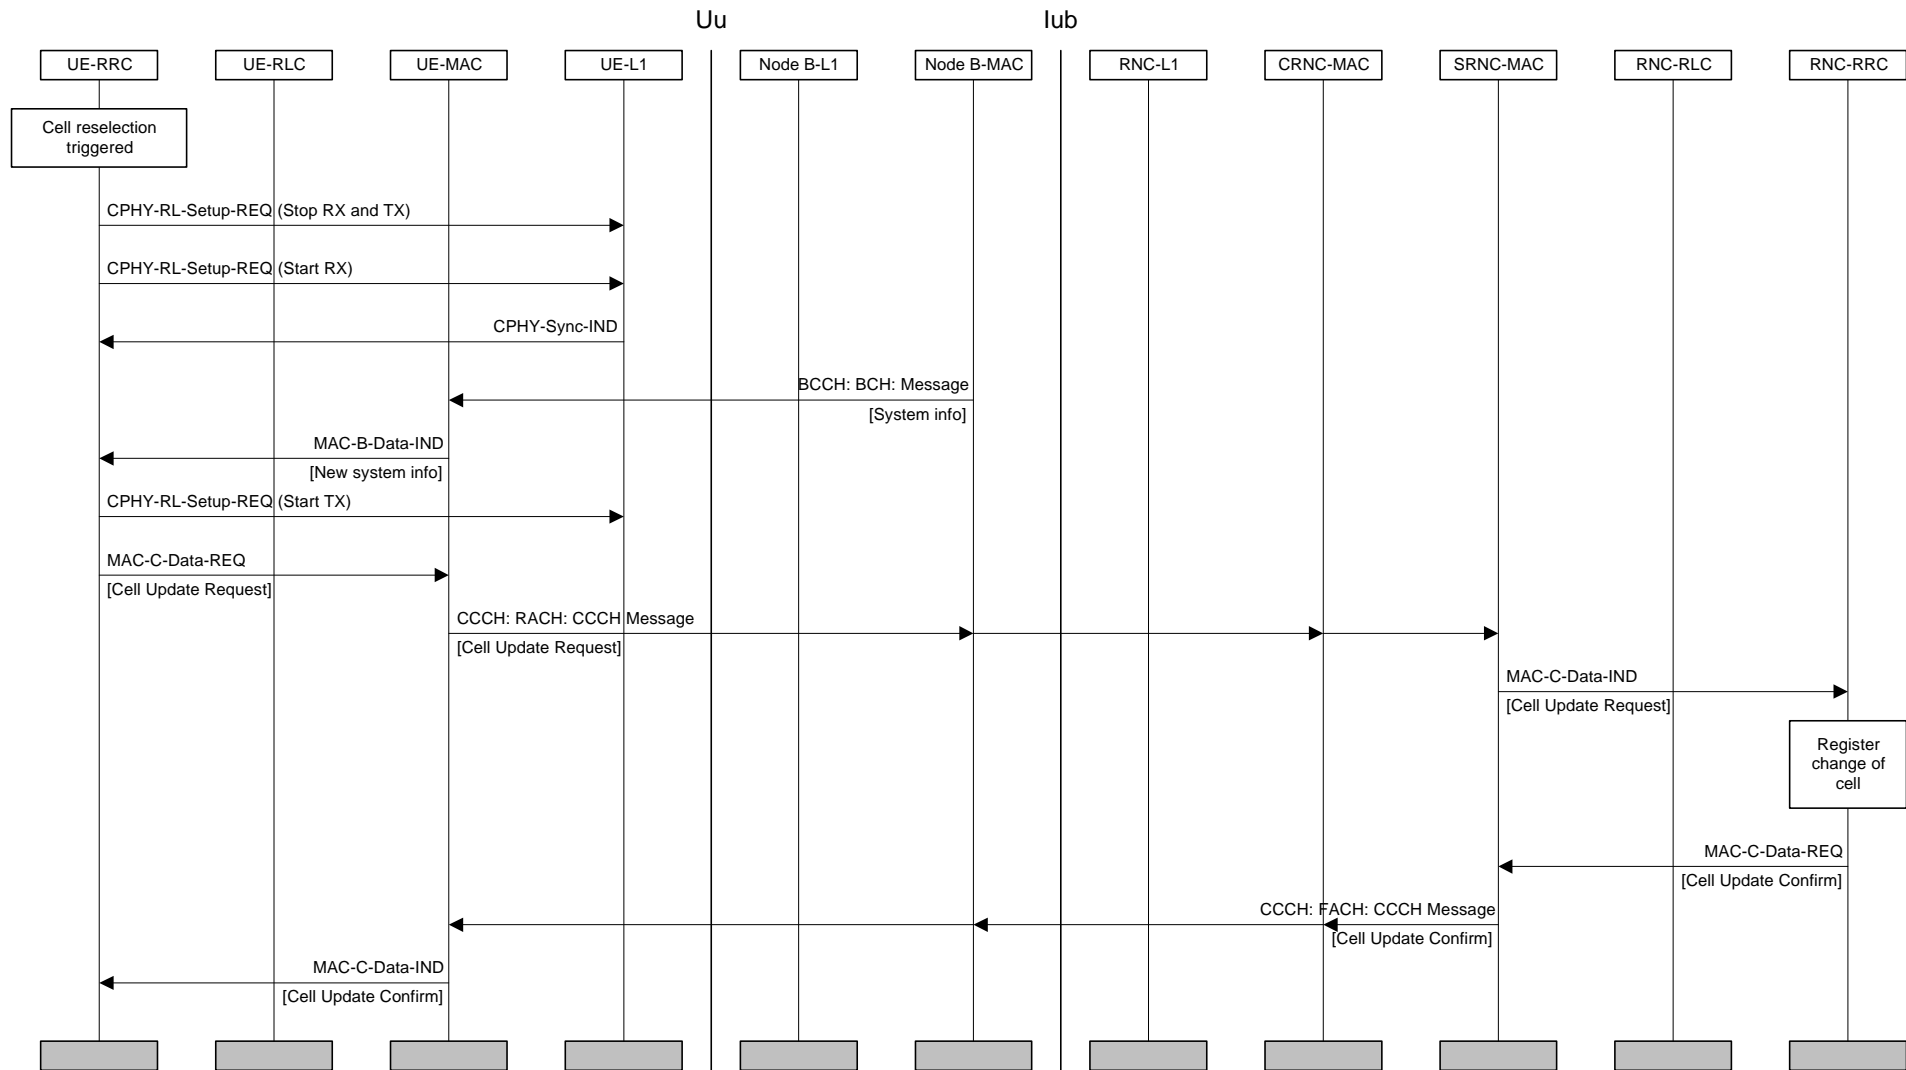 Uu
Iub
UE-RRC
UE-RLC
UE-MAC
UE-L1
Node B-L1
Node B-MAC
RNC-L1
CRNC-MAC
SRNC-MAC
RNC-RLC
RNC-RRC
Cell reselection
triggered
CPHY-RL-Setup-REQ (Stop RX and TX)
CPHY-RL-Setup-REQ (Start RX)
CPHY-Sync-IND
BCCH: BCH: Message
[System info]
MAC-B-Data-IND
[New system info]
CPHY-RL-Setup-REQ (Start TX)
MAC-C-Data-REQ
[Cell Update Request]
CCCH: RACH: CCCH Message
[Cell Update Request]
MAC-C-Data-IND
[Cell Update Request]
Register
change of
cell
MAC-C-Data-REQ
[Cell Update Confirm]
CCCH: FACH: CCCH Message
[Cell Update Confirm]
MAC-C-Data-IND
[Cell Update Confirm]